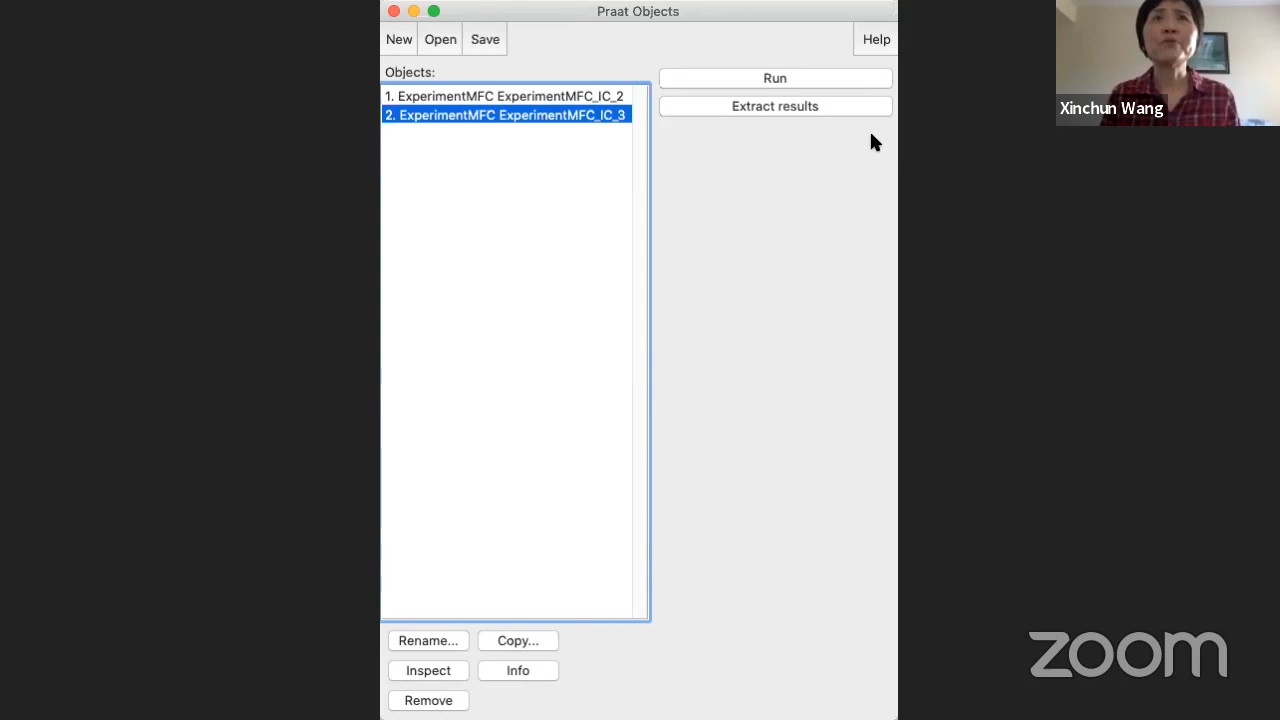 Praat Objects
New Open Save Help
Objects:
1. ExperimentMFC ExperimentMFC_IC_2
2. ExperimentMFC ExperimentMFC_IC_3
Run
Extract results
Xinchun Wang
Rename... Copy...
Inspect Info
Remove
zoom